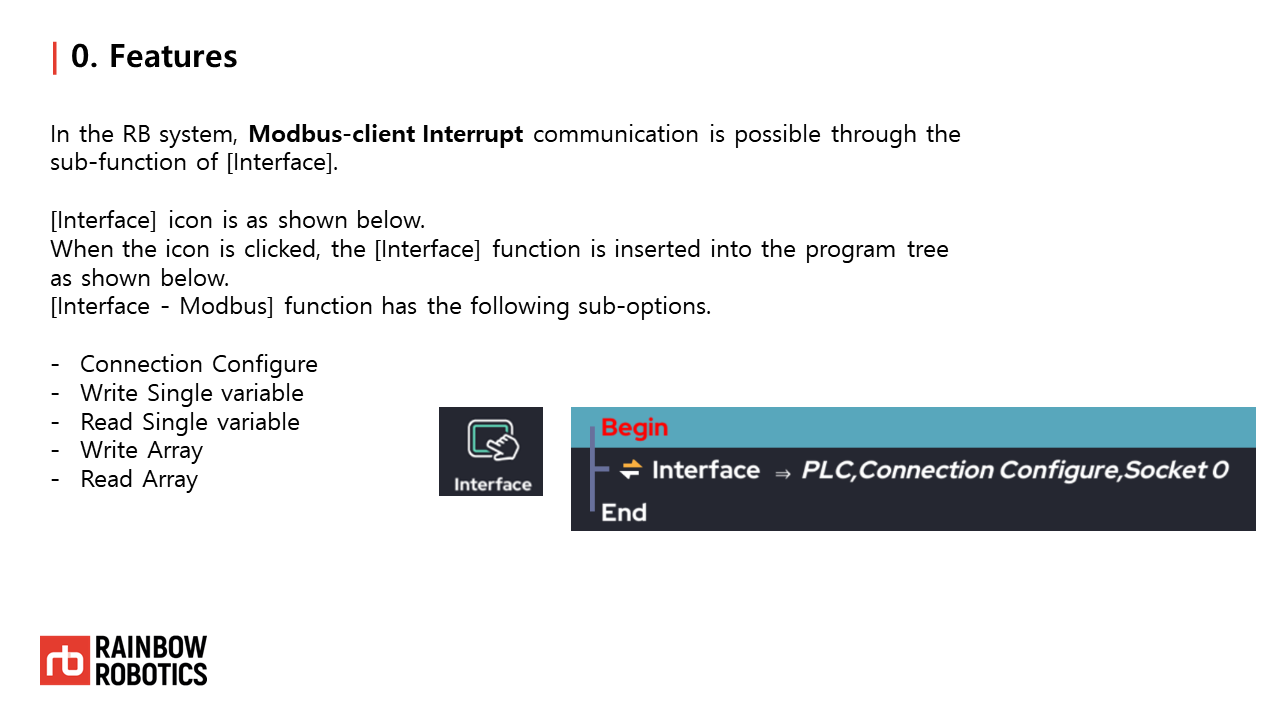 0. Features
In the RB system, Modbus-client Interrupt communication is possible through the
sub-function of [Interface].
[Interface] icon is as shown below.
When the icon is clicked, the [Interface] function is inserted into the program tree
as shown below.
[Interface - Modbus] function has the following sub-options.
- Connection Configure
- Write Single variable
- Read Single variable
- Write Array
- Read Array
Interface
Begin
Interface ⇒ PLC,Connection Configure,Socket 0
End
rb RAINBOW
ROBOTICS